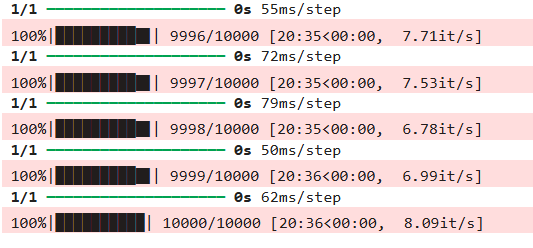 1/1 ━━━━━━━━━━━━━━━━━━━━ 0s 55ms/step
100%|█████████▉| 9996/10000 [20:35<00:00,  7.71it/s]
1/1 ━━━━━━━━━━━━━━━━━━━━ 0s 72ms/step
100%|█████████▉| 9997/10000 [20:35<00:00,  7.53it/s]
1/1 ━━━━━━━━━━━━━━━━━━━━ 0s 79ms/step
100%|█████████▉| 9998/10000 [20:35<00:00,  6.78it/s]
1/1 ━━━━━━━━━━━━━━━━━━━━ 0s 50ms/step
100%|█████████▉| 9999/10000 [20:36<00:00,  6.99it/s]
1/1 ━━━━━━━━━━━━━━━━━━━━ 0s 62ms/step
100%|██████████| 10000/10000 [20:36<00:00,  8.09it/s]